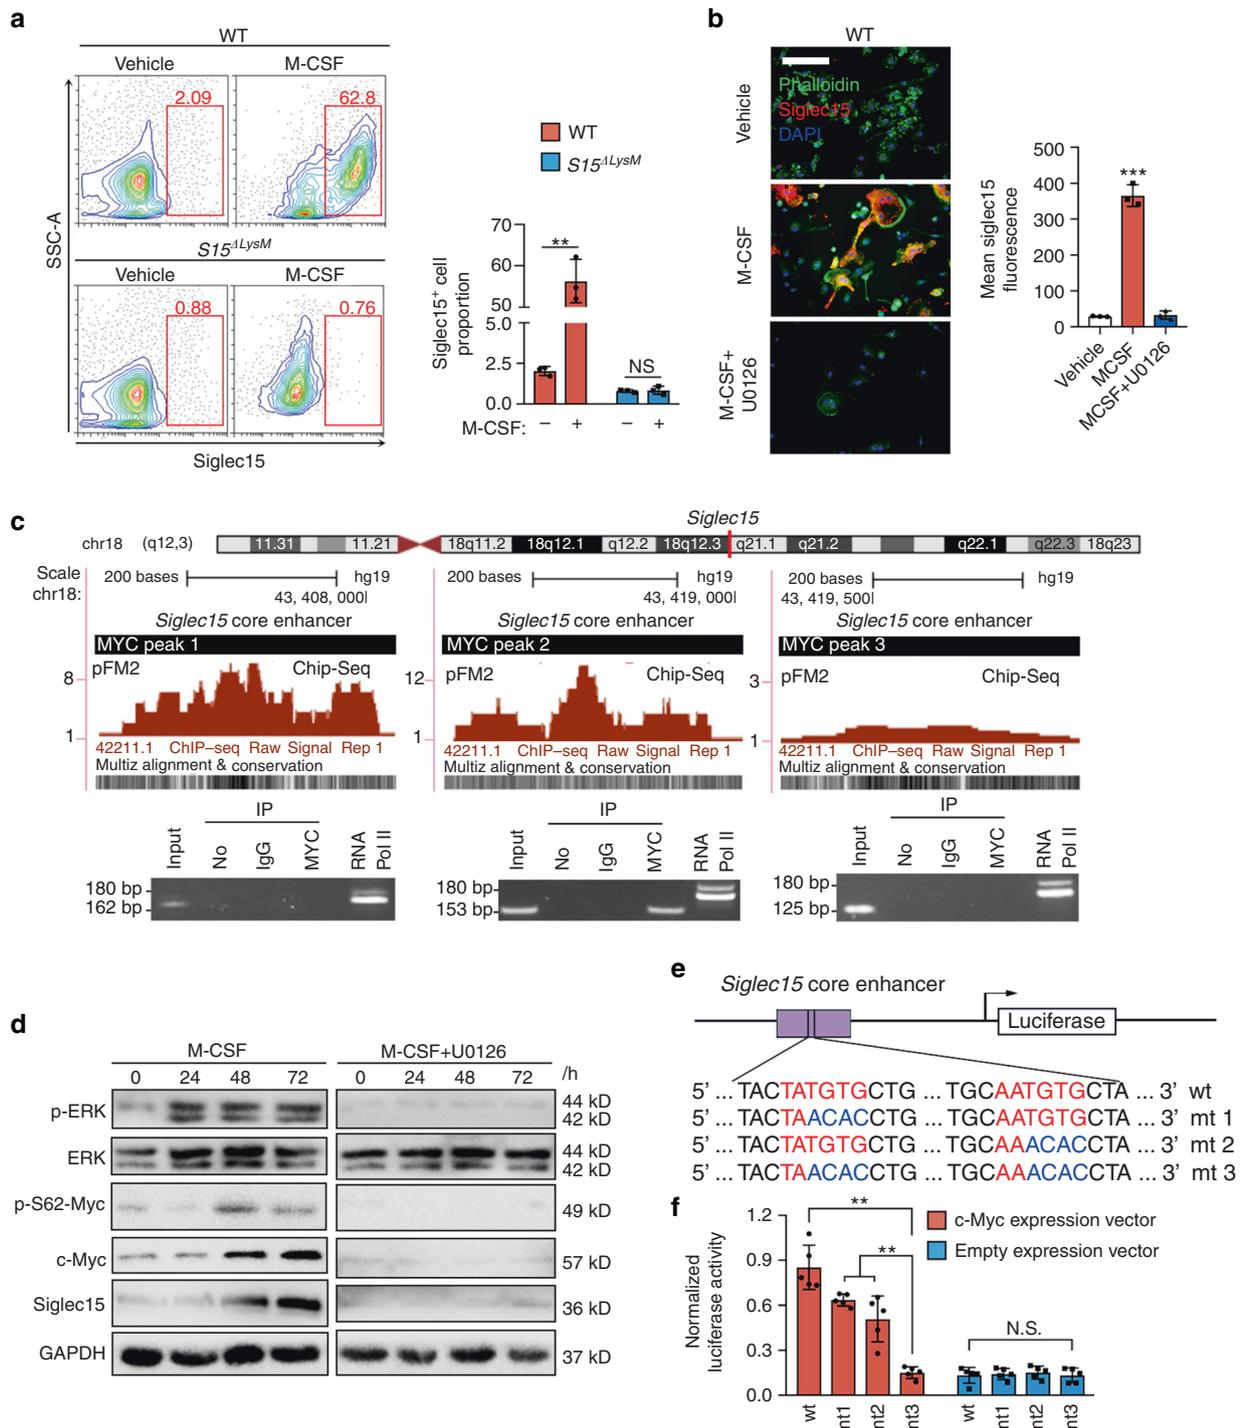 a
WT
Vehicle M-CSF
2.09 62.8
S15ΔLysM
Vehicle M-CSF
0.88 0.76
SSC-A
Siglec15
WT
S15ΔLysM
Siglec15+ cell
proportion
70
60
50
5.0
2.5
0.0
** NS
M-CSF: − + − +
b
WT
Vehicle
Phalloidin
Siglec15
DAPI
M-CSF
M-CSF+
U0126
Mean siglec15
fluorescence
500
400
300
200
100
0
***
Vehicle
MCSF
MCSF+U0126
c
Siglec15
chr18 (q12,3) 11.31 11.21 18q11.2 18q12.1 q12.2 18q12.3 q21.1 q21.2 q22.1 q22.3 18q23
Scale 200 bases hg19 200 bases hg19 200 bases hg19
chr18: 43, 408, 000| 43, 419, 000| 43, 419, 500|
Siglec15 core enhancer Siglec15 core enhancer Siglec15 core enhancer
MYC peak 1 MYC peak 2 MYC peak 3
pFM2 Chip-Seq pFM2 Chip-Seq pFM2 Chip-Seq
8 12 3
1 1 1
42211.1 ChIP–seq Raw Signal Rep 1 42211.1 ChIP–seq Raw Signal Rep 1 42211.1 ChIP–seq Raw Signal Rep 1
Multiz alignment & conservation Multiz alignment & conservation Multiz alignment & conservation
IP IP IP
Input No IgG MYC RNA Pol II Input No IgG MYC RNA Pol II Input No IgG MYC RNA Pol II
180 bp 180 bp 180 bp
162 bp 153 bp 125 bp
d
M-CSF M-CSF+U0126
0 24 48 72 0 24 48 72 /h
p-ERK 44 kD
42 kD
ERK 44 kD
42 kD
p-S62-Myc 49 kD
c-Myc 57 kD
Siglec15 36 kD
GAPDH 37 kD
e
Siglec15 core enhancer
Luciferase
5' ... TACTATGTGCTG ... TGCAATGTGCTA ... 3' wt
5' ... TACTAACACCTG ... TGCAATGTGCTA ... 3' mt 1
5' ... TACTATGTGCTG ... TGCAAACACCTA ... 3' mt 2
5' ... TACTAACACCTG ... TGCAAACACCTA ... 3' mt 3
f
Normalized
luciferase activity
1.2
0.9
0.6
0.3
0.0
**
**
N.S.
c-Myc expression vector
Empty expression vector
wt wt